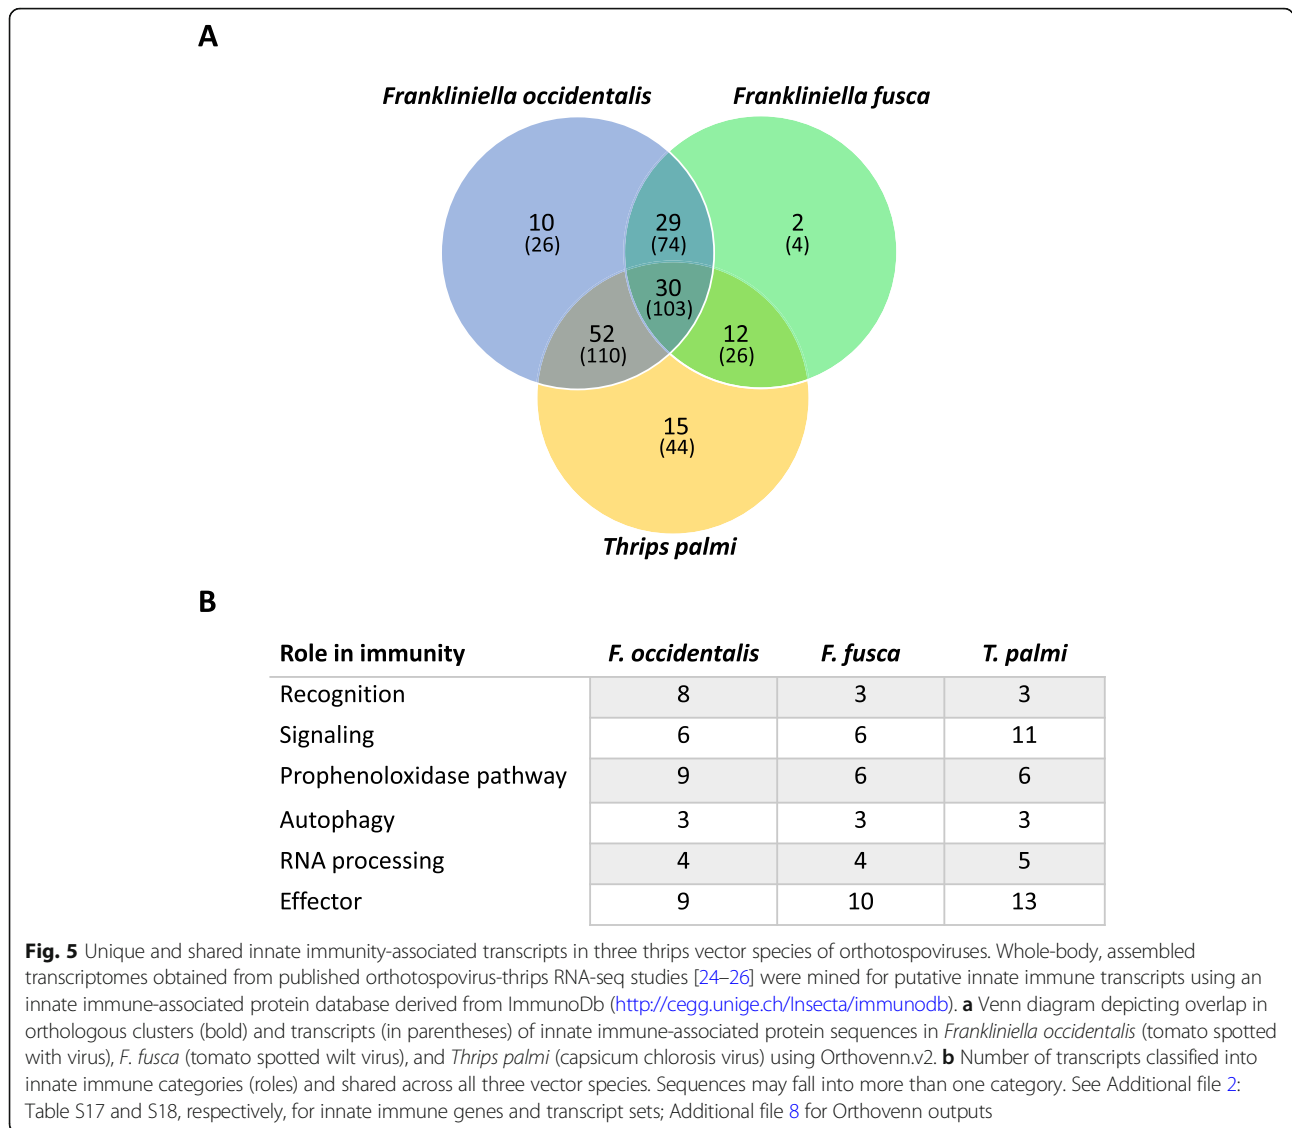 A
Frankliniella occidentalis
Frankliniella fusca
10
(26)
29
(74)
2
(4)
30
(103)
52
(110)
12
(26)
15
(44)
Thrips palmi
B
Role in immunity F. occidentalis F. fusca T. palmi
Recognition 8 3 3
Signaling 6 6 11
Prophenoloxidase pathway 9 6 6
Autophagy 3 3 3
RNA processing 4 4 5
Effector 9 10 13
Fig. 5 Unique and shared innate immunity-associated transcripts in three thrips vector species of orthotospoviruses. Whole-body, assembled
transcriptomes obtained from published orthotospovirus-thrips RNA-seq studies [24–26] were mined for putative innate immune transcripts using an
innate immune-associated protein database derived from ImmunoDb (http://cegg.unige.ch/Insecta/immunodb). a Venn diagram depicting overlap in
orthologous clusters (bold) and transcripts (in parentheses) of innate immune-associated protein sequences in Frankliniella occidentalis (tomato spotted
with virus), F. fusca (tomato spotted wilt virus), and Thrips palmi (capsicum chlorosis virus) using Orthovenn.v2. b Number of transcripts classified into
innate immune categories (roles) and shared across all three vector species. Sequences may fall into more than one category. See Additional file 2:
Table S17 and S18, respectively, for innate immune genes and transcript sets; Additional file 8 for Orthovenn outputs